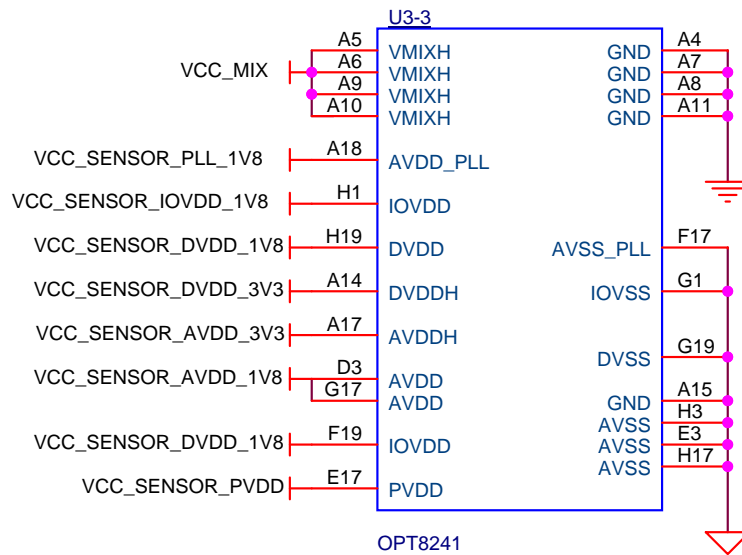 U3-3
A5 VMIXH GND A4
VCC_MIX A6 VMIXH GND A7
A9 VMIXH GND A8
A10 VMIXH GND A11
VCC_SENSOR_PLL_1V8 A18 AVDD_PLL
VCC_SENSOR_IOVDD_1V8 H1 IOVDD
VCC_SENSOR_DVDD_1V8 H19 DVDD AVSS_PLL F17
VCC_SENSOR_DVDD_3V3 A14 DVDDH IOVSS G1
VCC_SENSOR_AVDD_3V3 A17 AVDDH
DVSS G19
VCC_SENSOR_AVDD_1V8 D3 AVDD
G17 AVDD GND A15
AVSS H3
VCC_SENSOR_DVDD_1V8 F19 IOVDD AVSS E3
AVSS H17
VCC_SENSOR_PVDD E17 PVDD
OPT8241